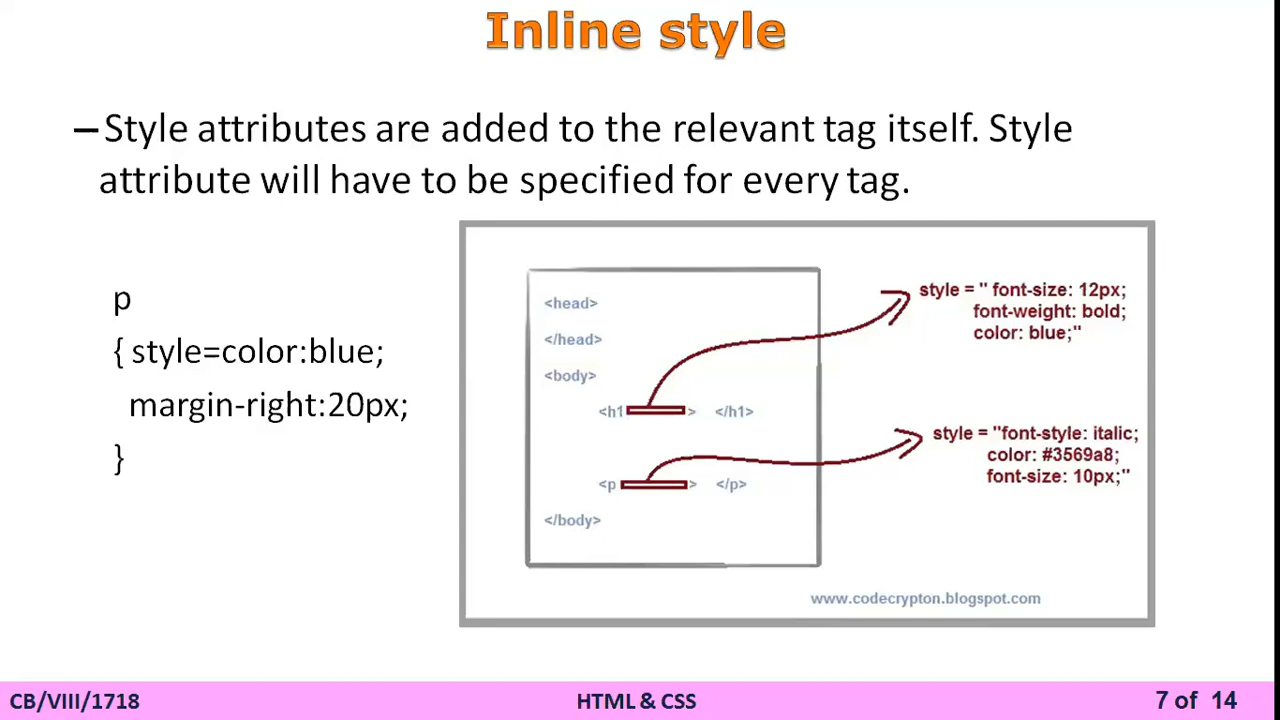 Inline style
–Style attributes are added to the relevant tag itself. Style
attribute will have to be specified for every tag.
p
{ style=color:blue;
margin-right:20px;
}
<head>
</head>
<body>
<h1 > </h1>
<p > </p>
</body>
style = " font-size: 12px;
font-weight: bold;
color: blue;"
style = "font-style: italic;
color: #3569a8;
font-size: 10px;"
www.codecrypton.blogspot.com
CB/VIII/1718 HTML & CSS 7 of 14